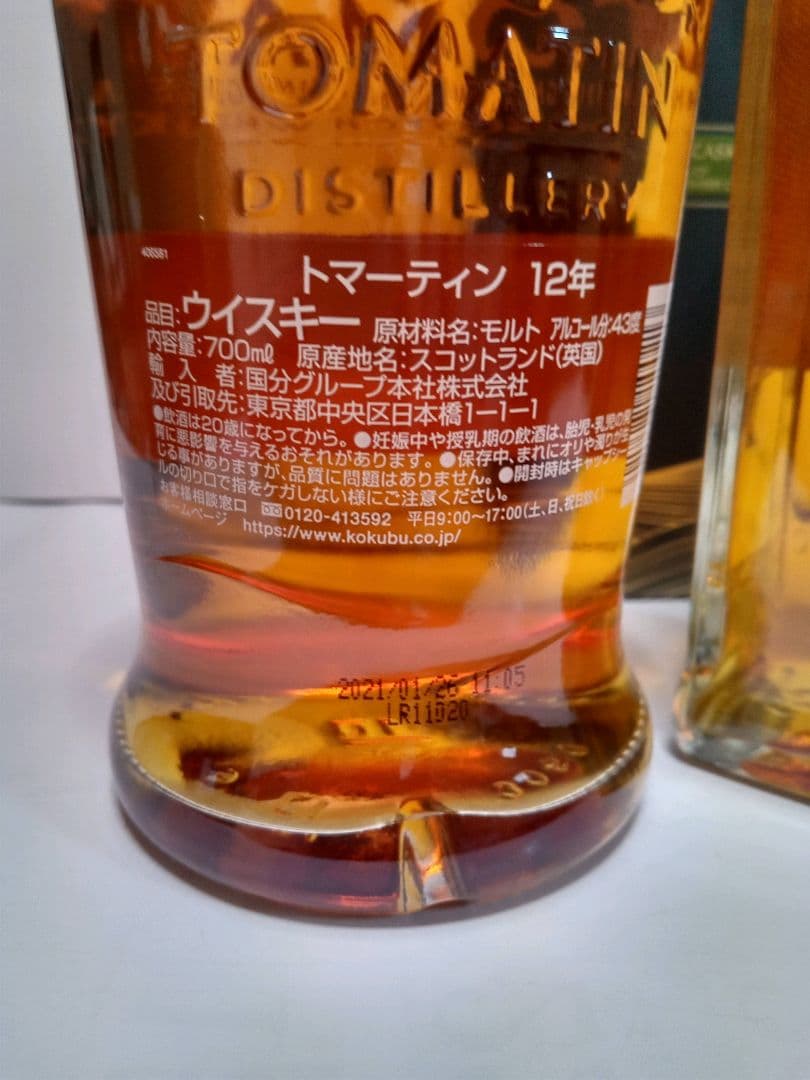 TOMATIN
DISTILLERY
406381
トマーティン 12年
品目:ウイスキー 原材料名:モルト アルコール分:43度
内容量:700mℓ 原産地名:スコットランド(英国)
輸入者:国分グループ本社株式会社
及び引取先:東京都中央区日本橋1-1-1
●飲酒は20歳になってから。●妊娠中や授乳期の飲酒は、胎児・乳児の発
育に悪影響を与えるおそれがあります。●保存中、まれにオリや濁りが生
じる事がありますが、品質に問題はありません。●開封時はキャップシー
ルの切り口で指をケガしない様にご注意ください。
お客様相談窓口 0120-413592 平日9:00～17:00(土、日、祝日除く)
ホームページ https://www.kokubu.co.jp/
2021/01/26 11:05
LR11020
CASK